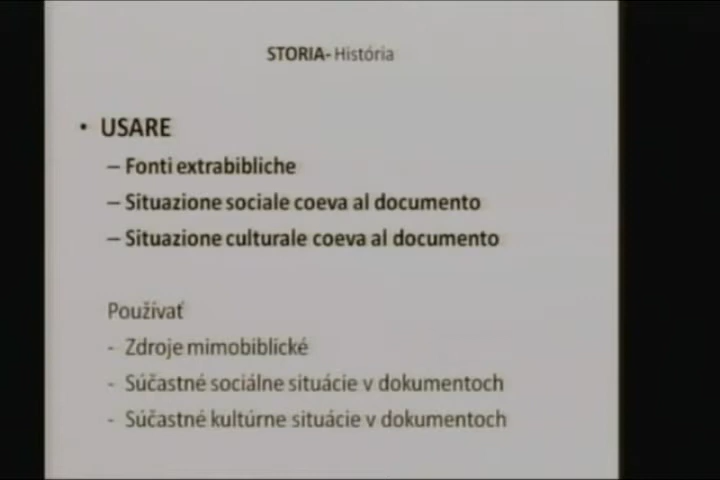 STORIA- História
• USARE
– Fonti extrabibliche
– Situazione sociale coeva al documento
– Situazione culturale coeva al documento
Používať
- Zdroje mimobiblické
- Súčastné sociálne situácie v dokumentoch
- Súčastné kultúrne situácie v dokumentoch